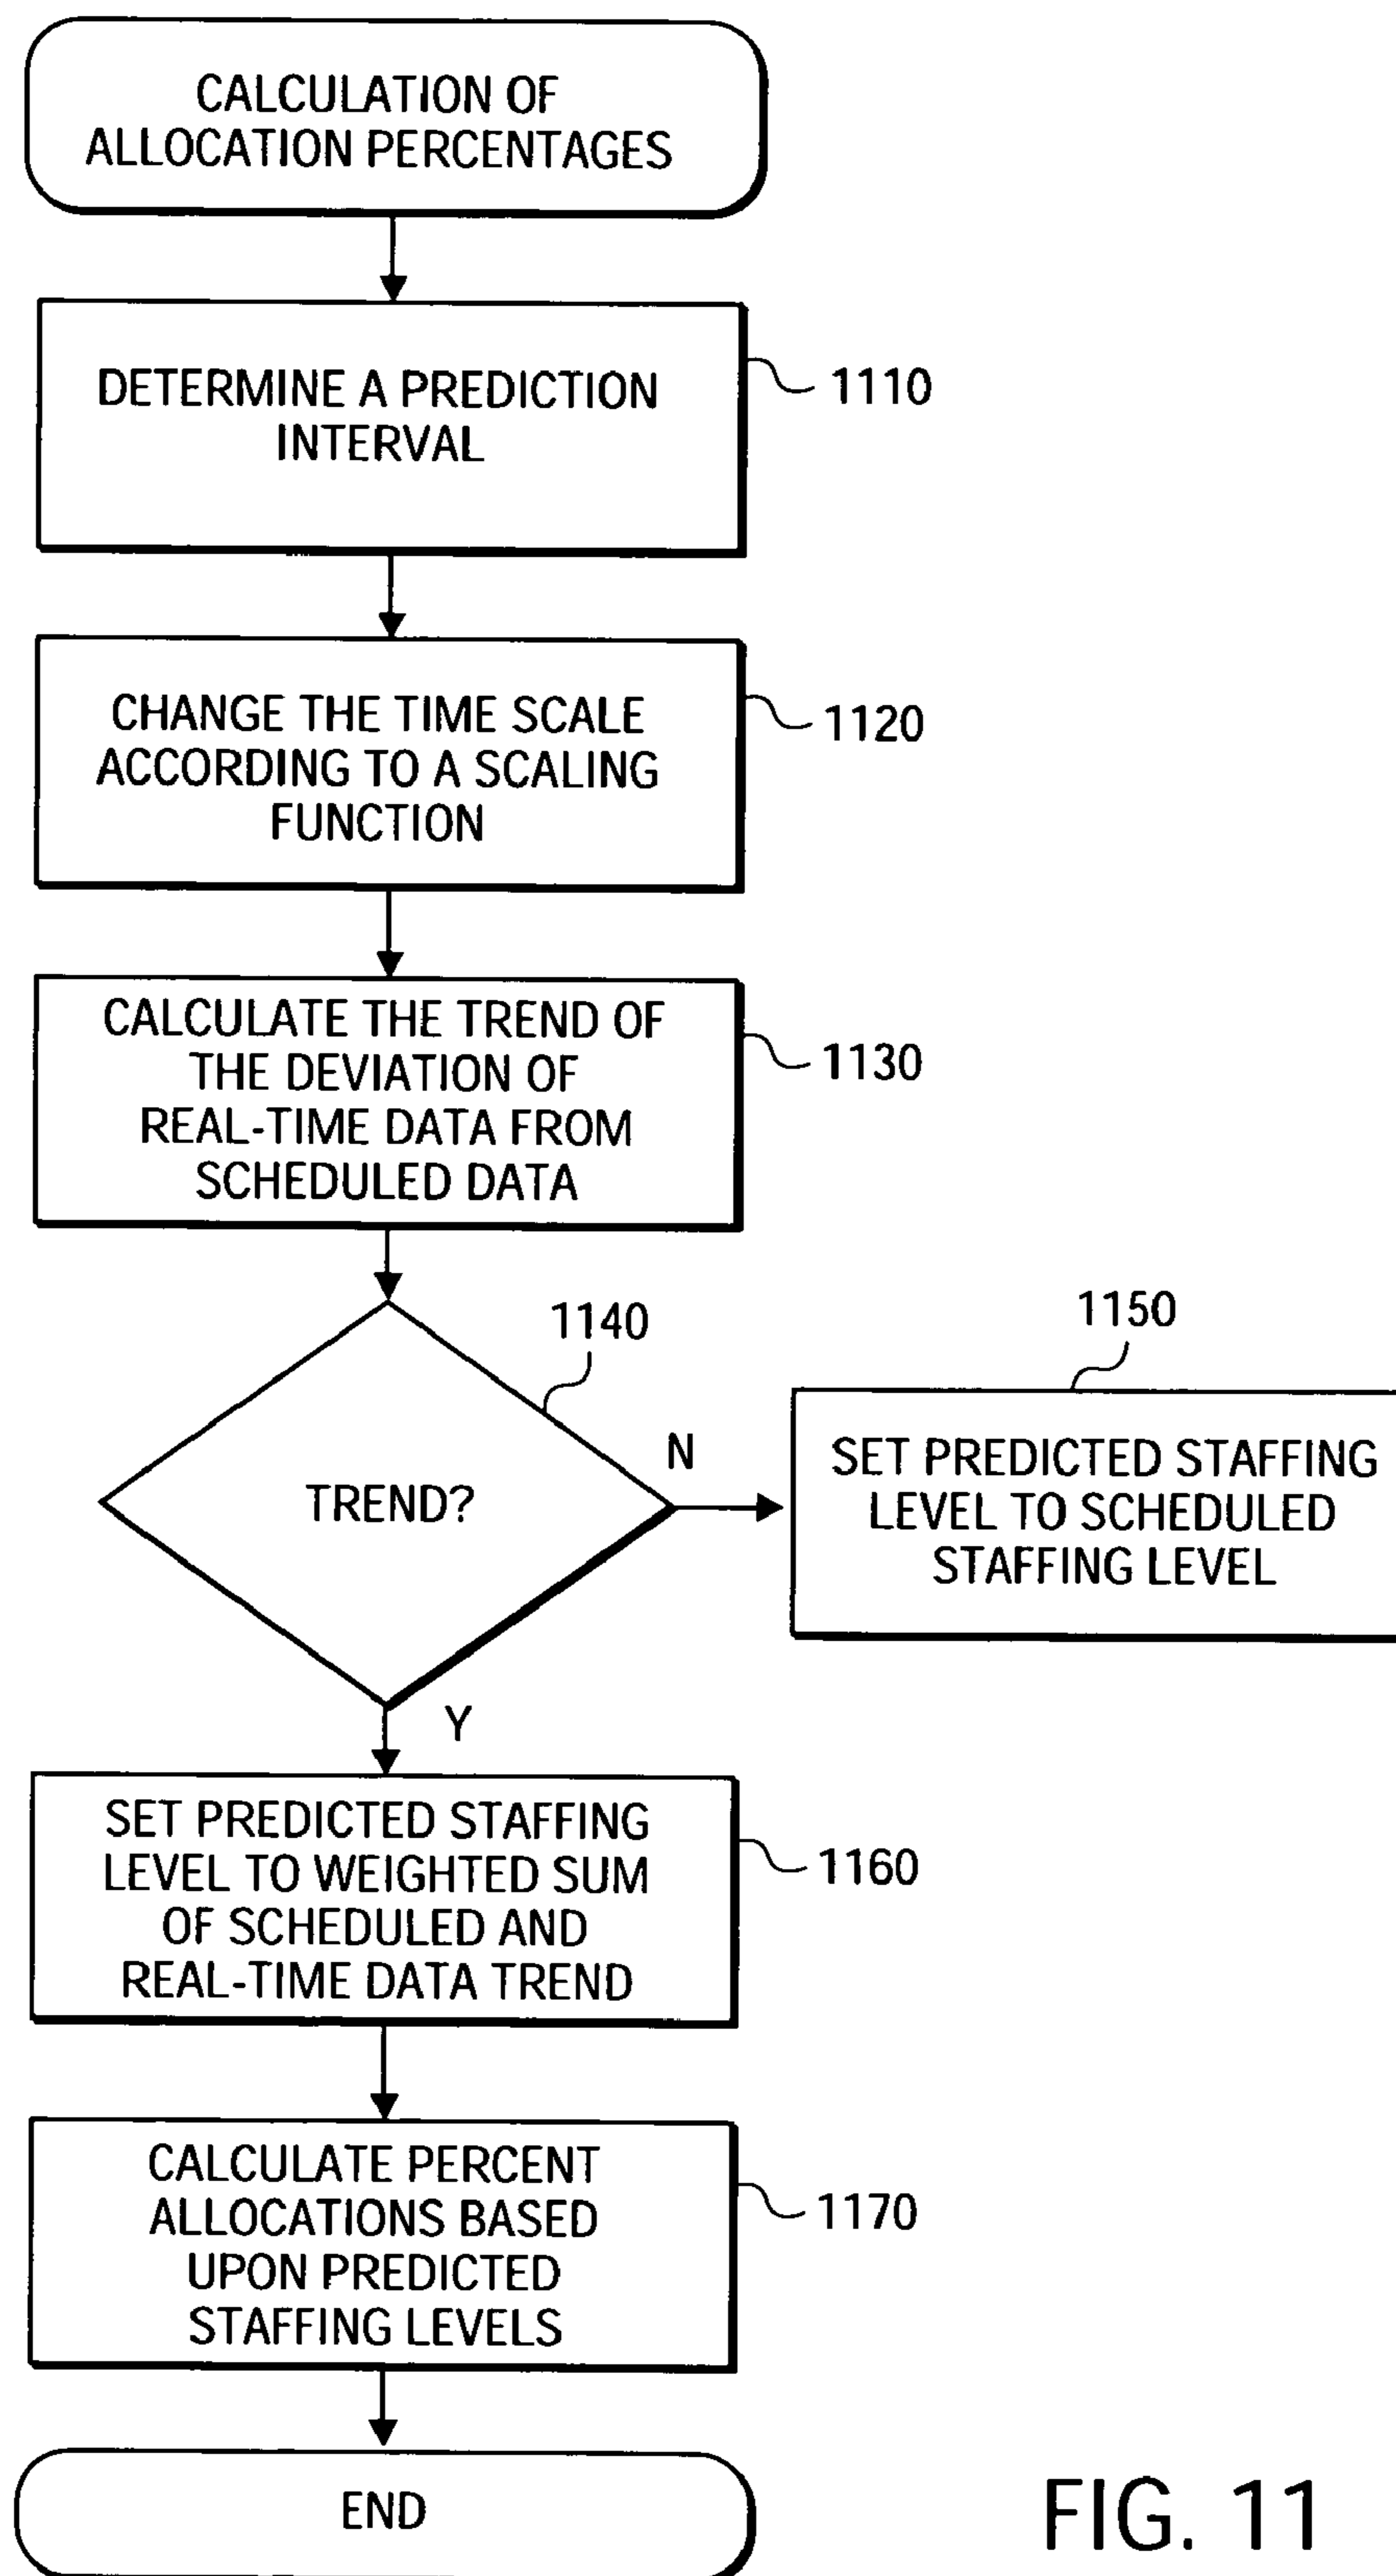 CALCULATION OF
ALLOCATION PERCENTAGES
DETERMINE A PREDICTION
INTERVAL
1110
CHANGE THE TIME SCALE
ACCORDING TO A SCALING
FUNCTION
1120
CALCULATE THE TREND OF
THE DEVIATION OF
REAL-TIME DATA FROM
SCHEDULED DATA
1130
TREND?
1140
N
1150
SET PREDICTED STAFFING
LEVEL TO SCHEDULED
STAFFING LEVEL
Y
SET PREDICTED STAFFING
LEVEL TO WEIGHTED SUM
OF SCHEDULED AND
REAL-TIME DATA TREND
1160
CALCULATE PERCENT
ALLOCATIONS BASED
UPON PREDICTED
STAFFING LEVELS
1170
END
FIG. 11